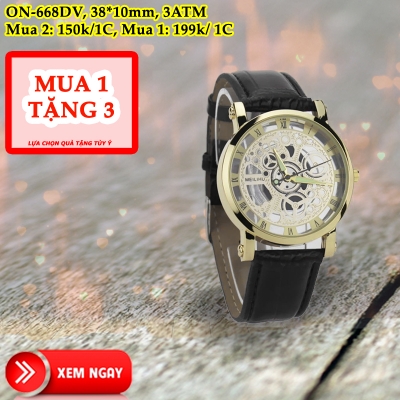 ON-668DV, 38*10mm, 3ATM
Mua 2: 150k/1C, Mua 1: 199k/ 1C
MUA 1
TẶNG 3
LỰA CHỌN QUÀ TẶNG TÙY Ý
MEILIHU
XEM NGAY